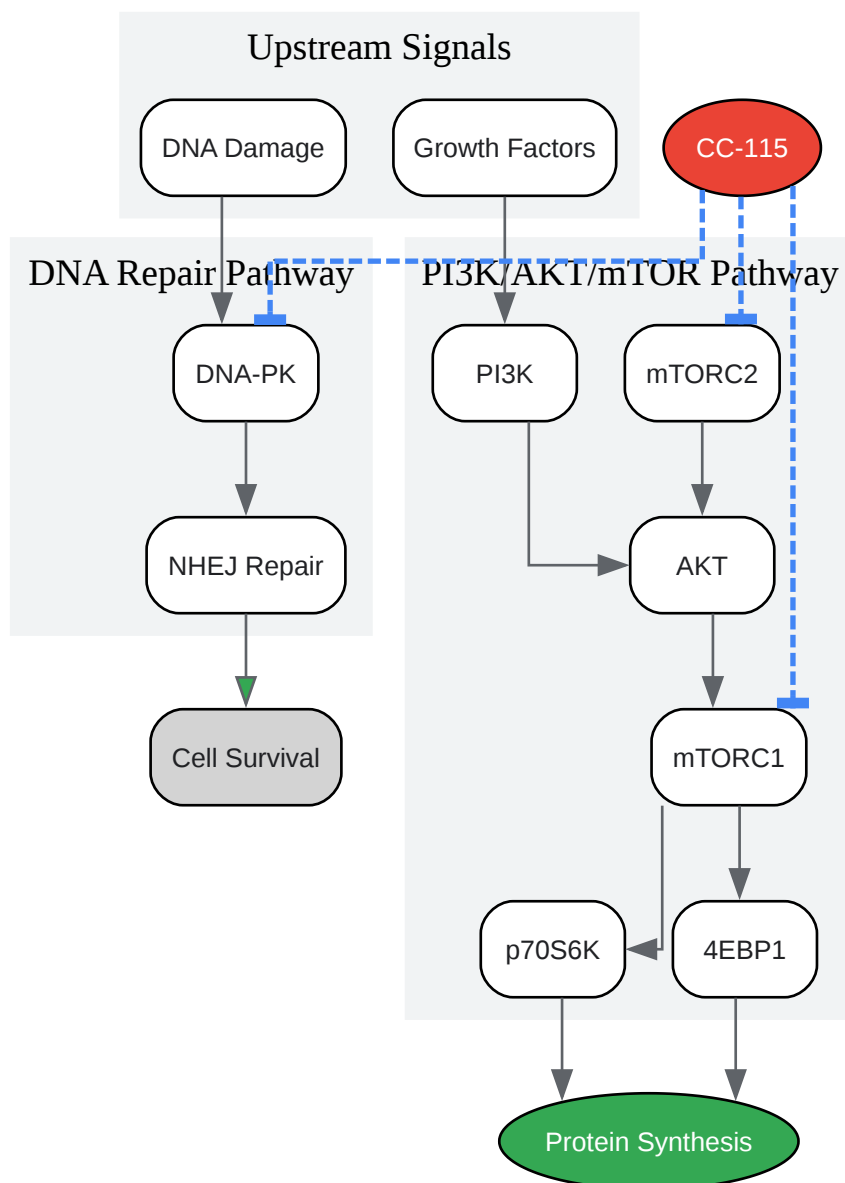 Upstream Signals
DNA Damage
Growth Factors
CC-115
DNA Repair Pathway
PI3K/AKT/mTOR Pathway
DNA-PK
PI3K
mTORC2
NHEJ Repair
AKT
Cell Survival
mTORC1
p70S6K
4EBP1
Protein Synthesis